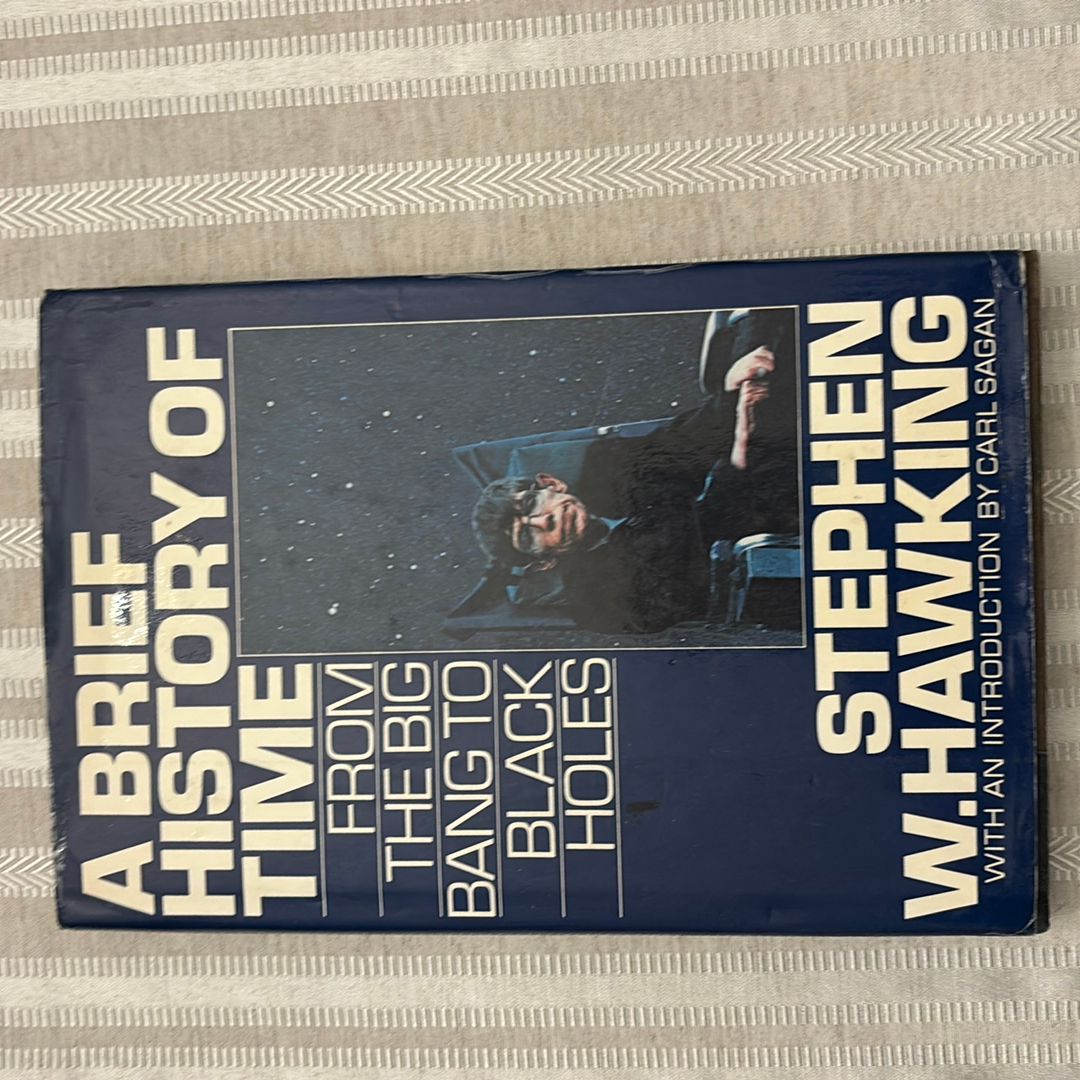 A BRIEF
HISTORY OF
TIME
FROM
THE BIG
BANG TO
BLACK
HOLES
STEPHEN
W. HAWKING
WITH AN INTRODUCTION BY CARL SAGAN